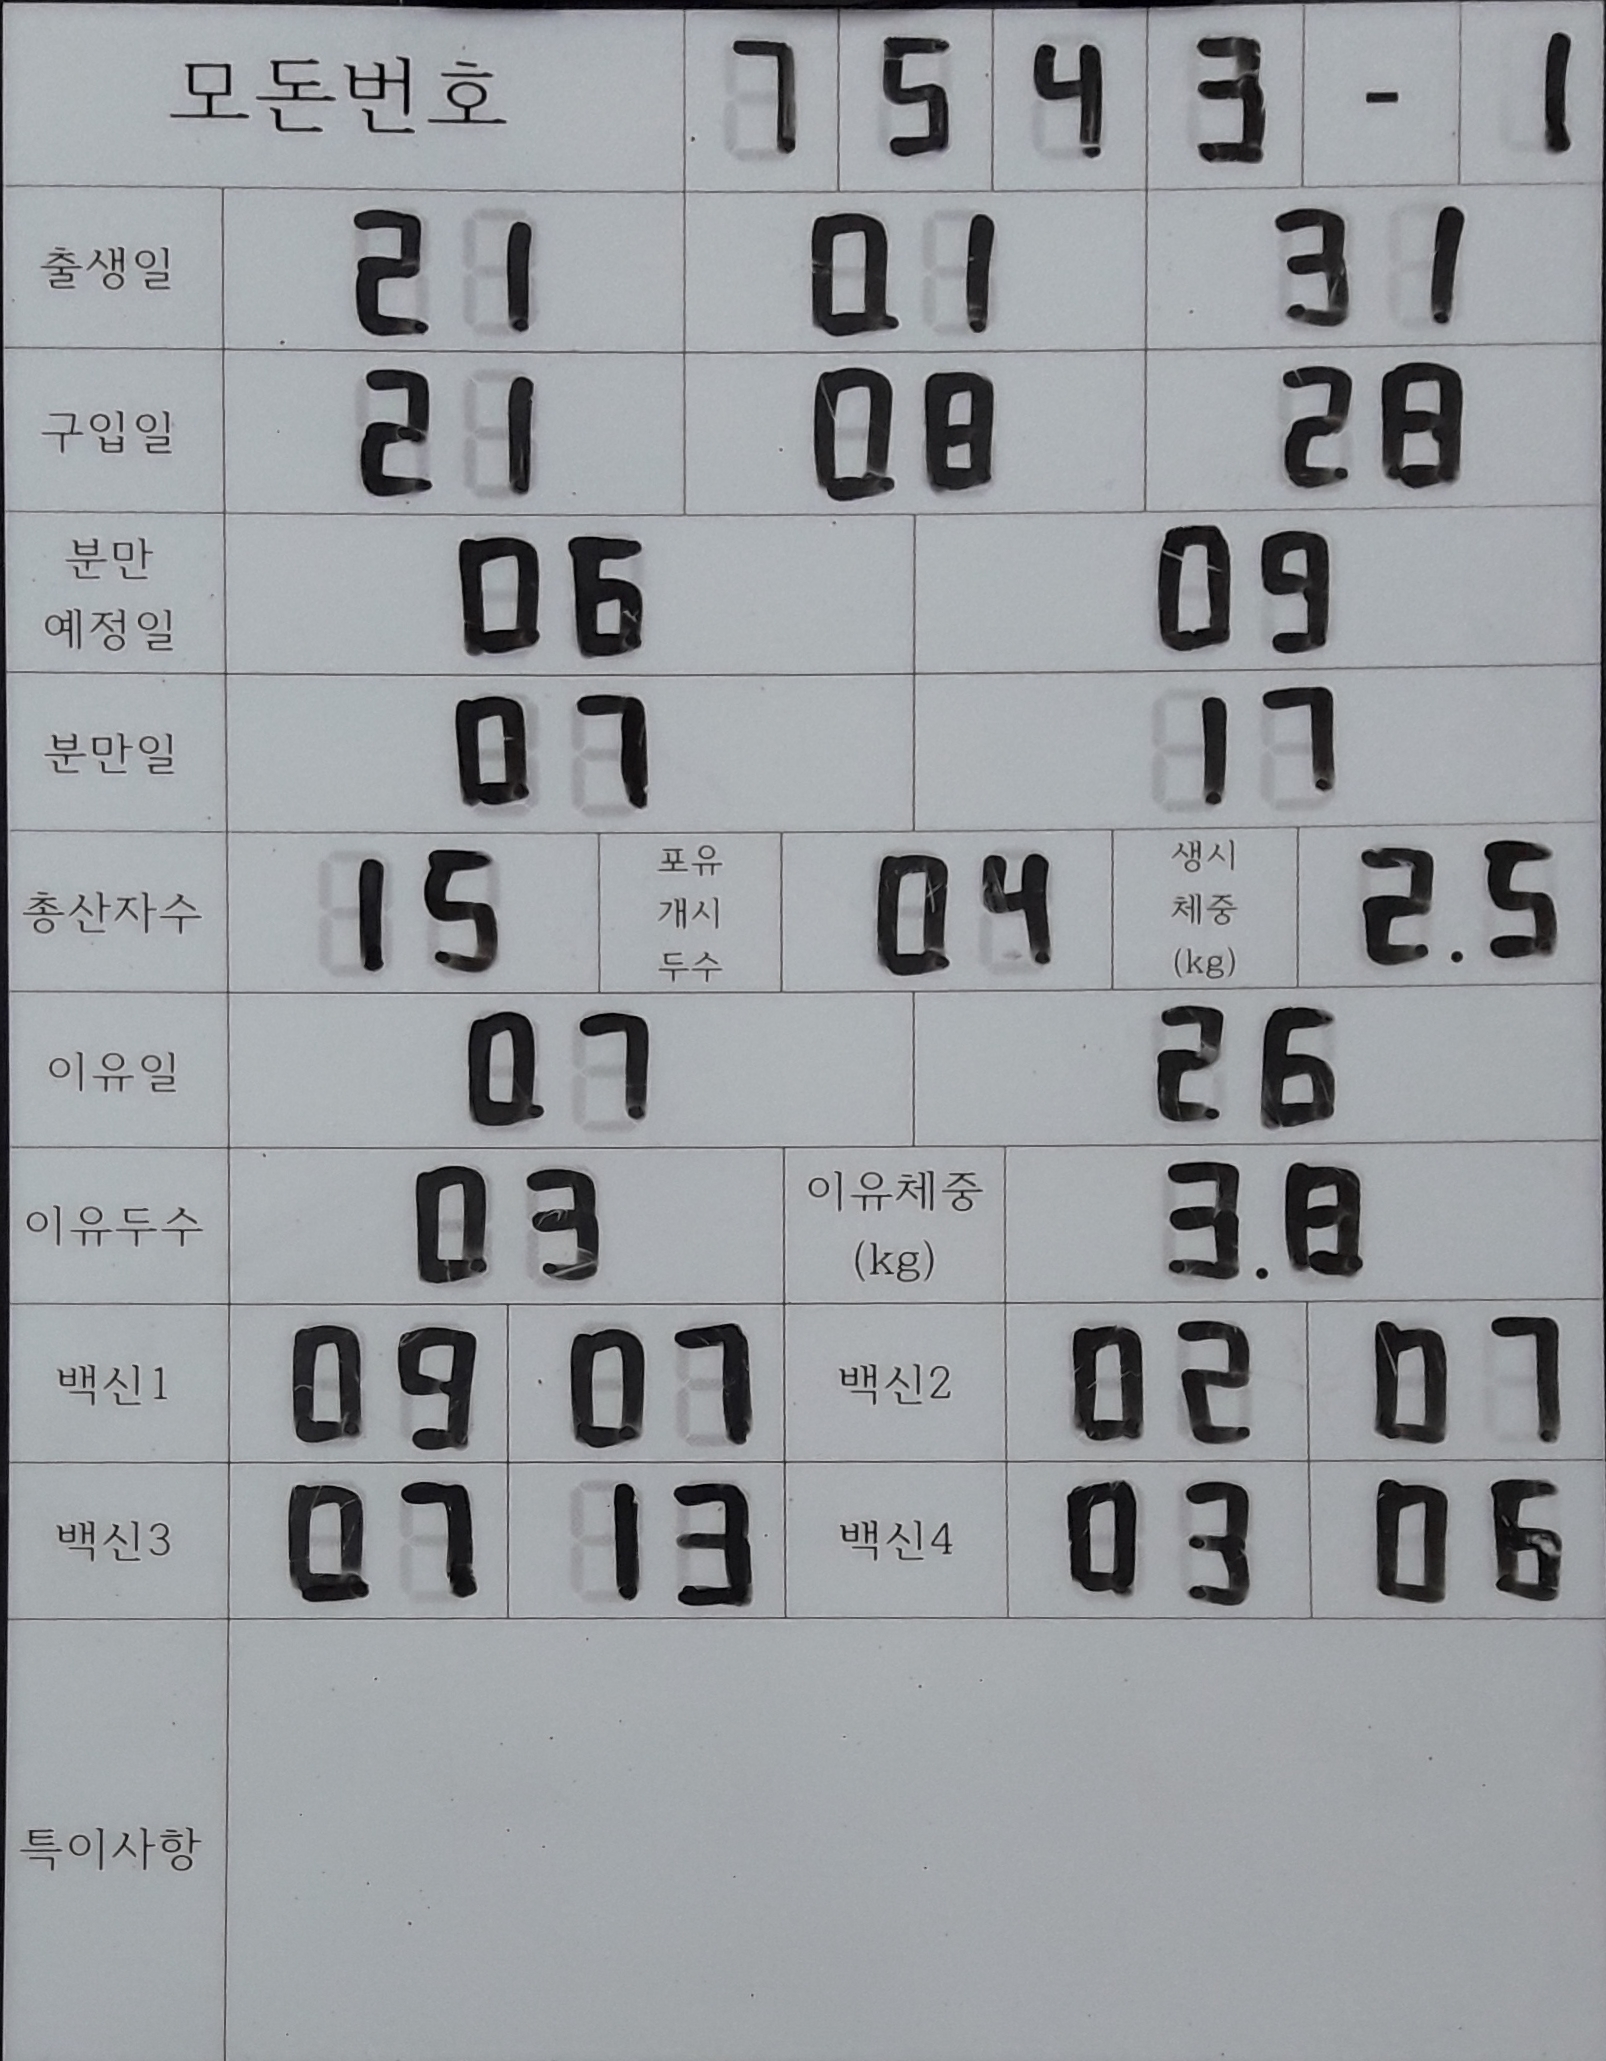 모돈번호 7 5 4 3 - 1
출생일 21 01 31
구입일 21 08 28
분만 예정일 06 09
분만일 07 17
총산자수 15 포유 개시 두수 04 생시 체중 (kg) 2.5
이유일 07 26
이유두수 03 이유체중 (kg) 3.8
백신1 09 07 백신2 02 07
백신3 07 13 백신4 03 06
특이사항